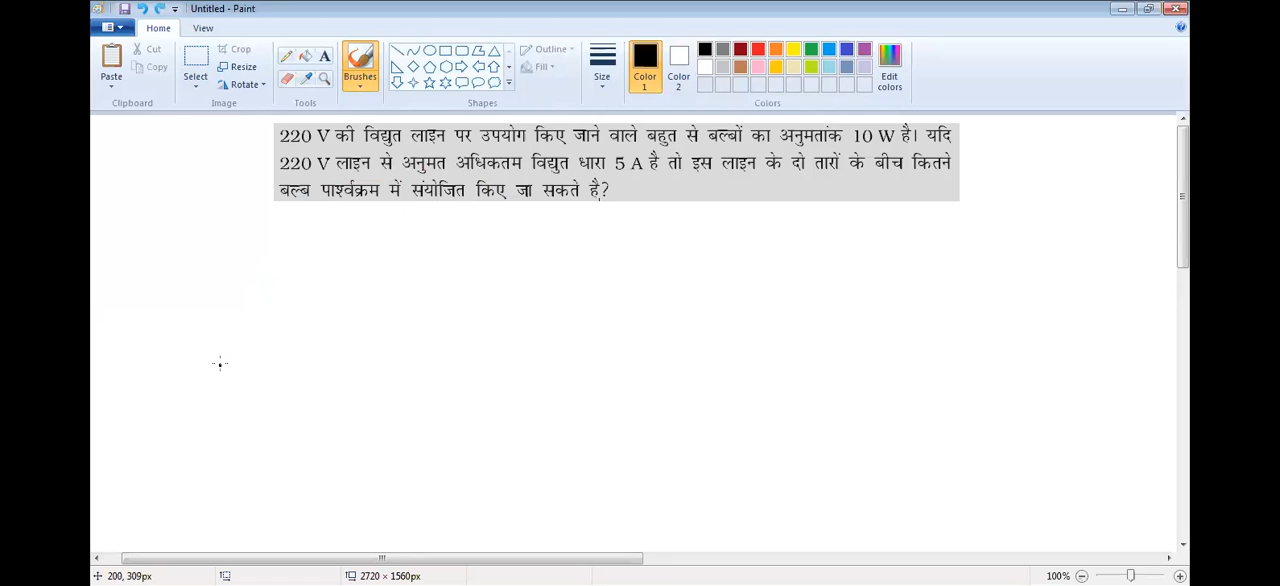 Untitled - Paint
Home View
Paste
Cut
Copy
Clipboard
Select
Crop
Resize
Rotate
Image
Tools
Brushes
Shapes
Outline
Fill
Size
Color 1
Color 2
Edit colors
Colors
220 V की विद्युत लाइन पर उपयोग किए जाने वाले बहुत से बल्बों का अनुमतांक 10 W है। यदि
220 V लाइन से अनुमत अधिकतम विद्युत धारा 5 A है तो इस लाइन के दो तारों के बीच कितने
बल्ब पार्श्वक्रम में संयोजित किए जा सकते है?
200, 309px 2720 × 1560px 100%